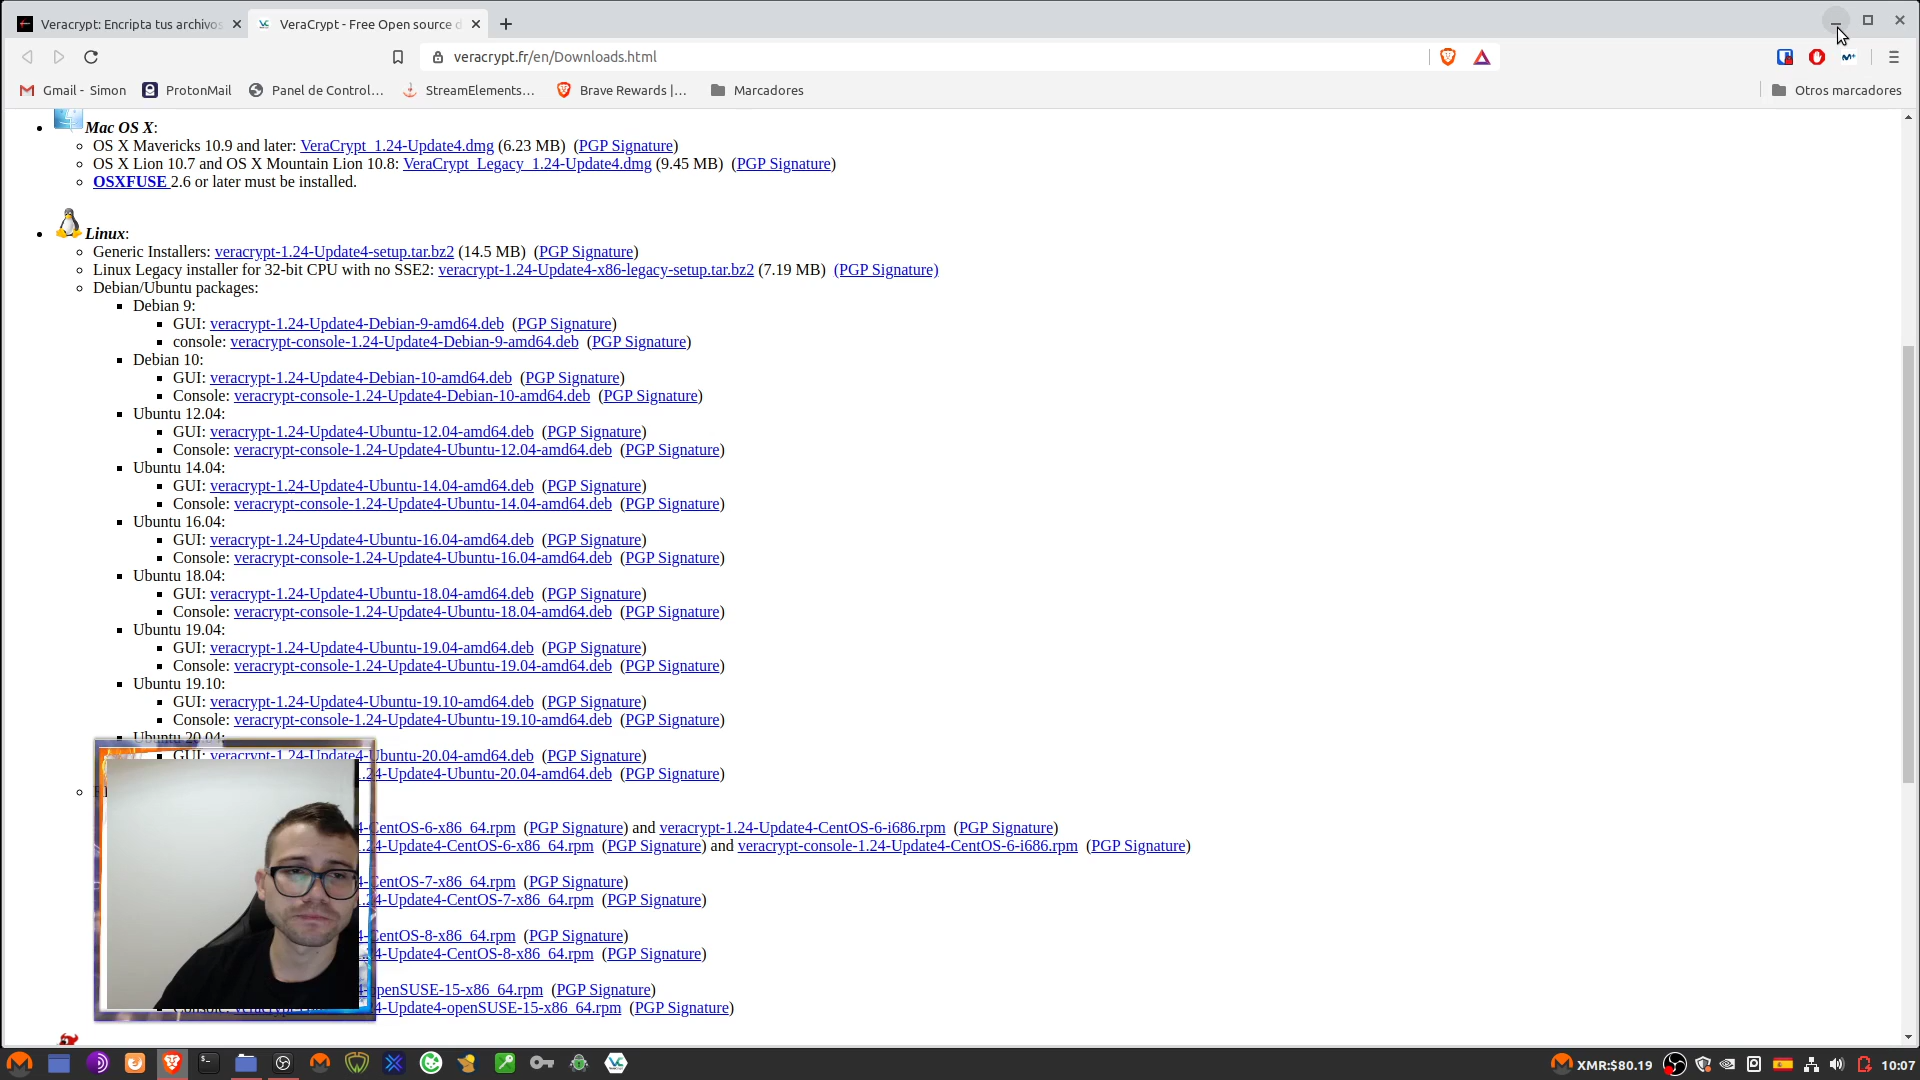 Veracrypt: Encripta tus archivos
VeraCrypt - Free Open source d
veracrypt.fr/en/Downloads.html
Gmail - Simon
ProtonMail
Panel de Control...
StreamElements...
Brave Rewards |...
Marcadores
Otros marcadores
Mac OS X:
OS X Mavericks 10.9 and later: VeraCrypt_1.24-Update4.dmg (6.23 MB) (PGP Signature)
OS X Lion 10.7 and OS X Mountain Lion 10.8: VeraCrypt_Legacy_1.24-Update4.dmg (9.45 MB) (PGP Signature)
OSXFUSE 2.6 or later must be installed.
Linux:
Generic Installers: veracrypt-1.24-Update4-setup.tar.bz2 (14.5 MB) (PGP Signature)
Linux Legacy installer for 32-bit CPU with no SSE2: veracrypt-1.24-Update4-x86-legacy-setup.tar.bz2 (7.19 MB) (PGP Signature)
Debian/Ubuntu packages:
Debian 9:
GUI: veracrypt-1.24-Update4-Debian-9-amd64.deb (PGP Signature)
console: veracrypt-console-1.24-Update4-Debian-9-amd64.deb (PGP Signature)
Debian 10:
GUI: veracrypt-1.24-Update4-Debian-10-amd64.deb (PGP Signature)
Console: veracrypt-console-1.24-Update4-Debian-10-amd64.deb (PGP Signature)
Ubuntu 12.04:
GUI: veracrypt-1.24-Update4-Ubuntu-12.04-amd64.deb (PGP Signature)
Console: veracrypt-console-1.24-Update4-Ubuntu-12.04-amd64.deb (PGP Signature)
Ubuntu 14.04:
GUI: veracrypt-1.24-Update4-Ubuntu-14.04-amd64.deb (PGP Signature)
Console: veracrypt-console-1.24-Update4-Ubuntu-14.04-amd64.deb (PGP Signature)
Ubuntu 16.04:
GUI: veracrypt-1.24-Update4-Ubuntu-16.04-amd64.deb (PGP Signature)
Console: veracrypt-console-1.24-Update4-Ubuntu-16.04-amd64.deb (PGP Signature)
Ubuntu 18.04:
GUI: veracrypt-1.24-Update4-Ubuntu-18.04-amd64.deb (PGP Signature)
Console: veracrypt-console-1.24-Update4-Ubuntu-18.04-amd64.deb (PGP Signature)
Ubuntu 19.04:
GUI: veracrypt-1.24-Update4-Ubuntu-19.04-amd64.deb (PGP Signature)
Console: veracrypt-console-1.24-Update4-Ubuntu-19.04-amd64.deb (PGP Signature)
Ubuntu 19.10:
GUI: veracrypt-1.24-Update4-Ubuntu-19.10-amd64.deb (PGP Signature)
Console: veracrypt-console-1.24-Update4-Ubuntu-19.10-amd64.deb (PGP Signature)
Ubuntu 20.04:
GUI: veracrypt-1.24-Update4-Ubuntu-20.04-amd64.deb (PGP Signature)
.24-Update4-Ubuntu-20.04-amd64.deb (PGP Signature)
4-CentOS-6-x86_64.rpm (PGP Signature) and veracrypt-1.24-Update4-CentOS-6-i686.rpm (PGP Signature)
.24-Update4-CentOS-6-x86_64.rpm (PGP Signature) and veracrypt-console-1.24-Update4-CentOS-6-i686.rpm (PGP Signature)
4-CentOS-7-x86_64.rpm (PGP Signature)
.24-Update4-CentOS-7-x86_64.rpm (PGP Signature)
4-CentOS-8-x86_64.rpm (PGP Signature)
24-Update4-CentOS-8-x86_64.rpm (PGP Signature)
openSUSE-15-x86_64.rpm (PGP Signature)
24-Update4-openSUSE-15-x86_64.rpm (PGP Signature)
XMR:$80.19
10:07